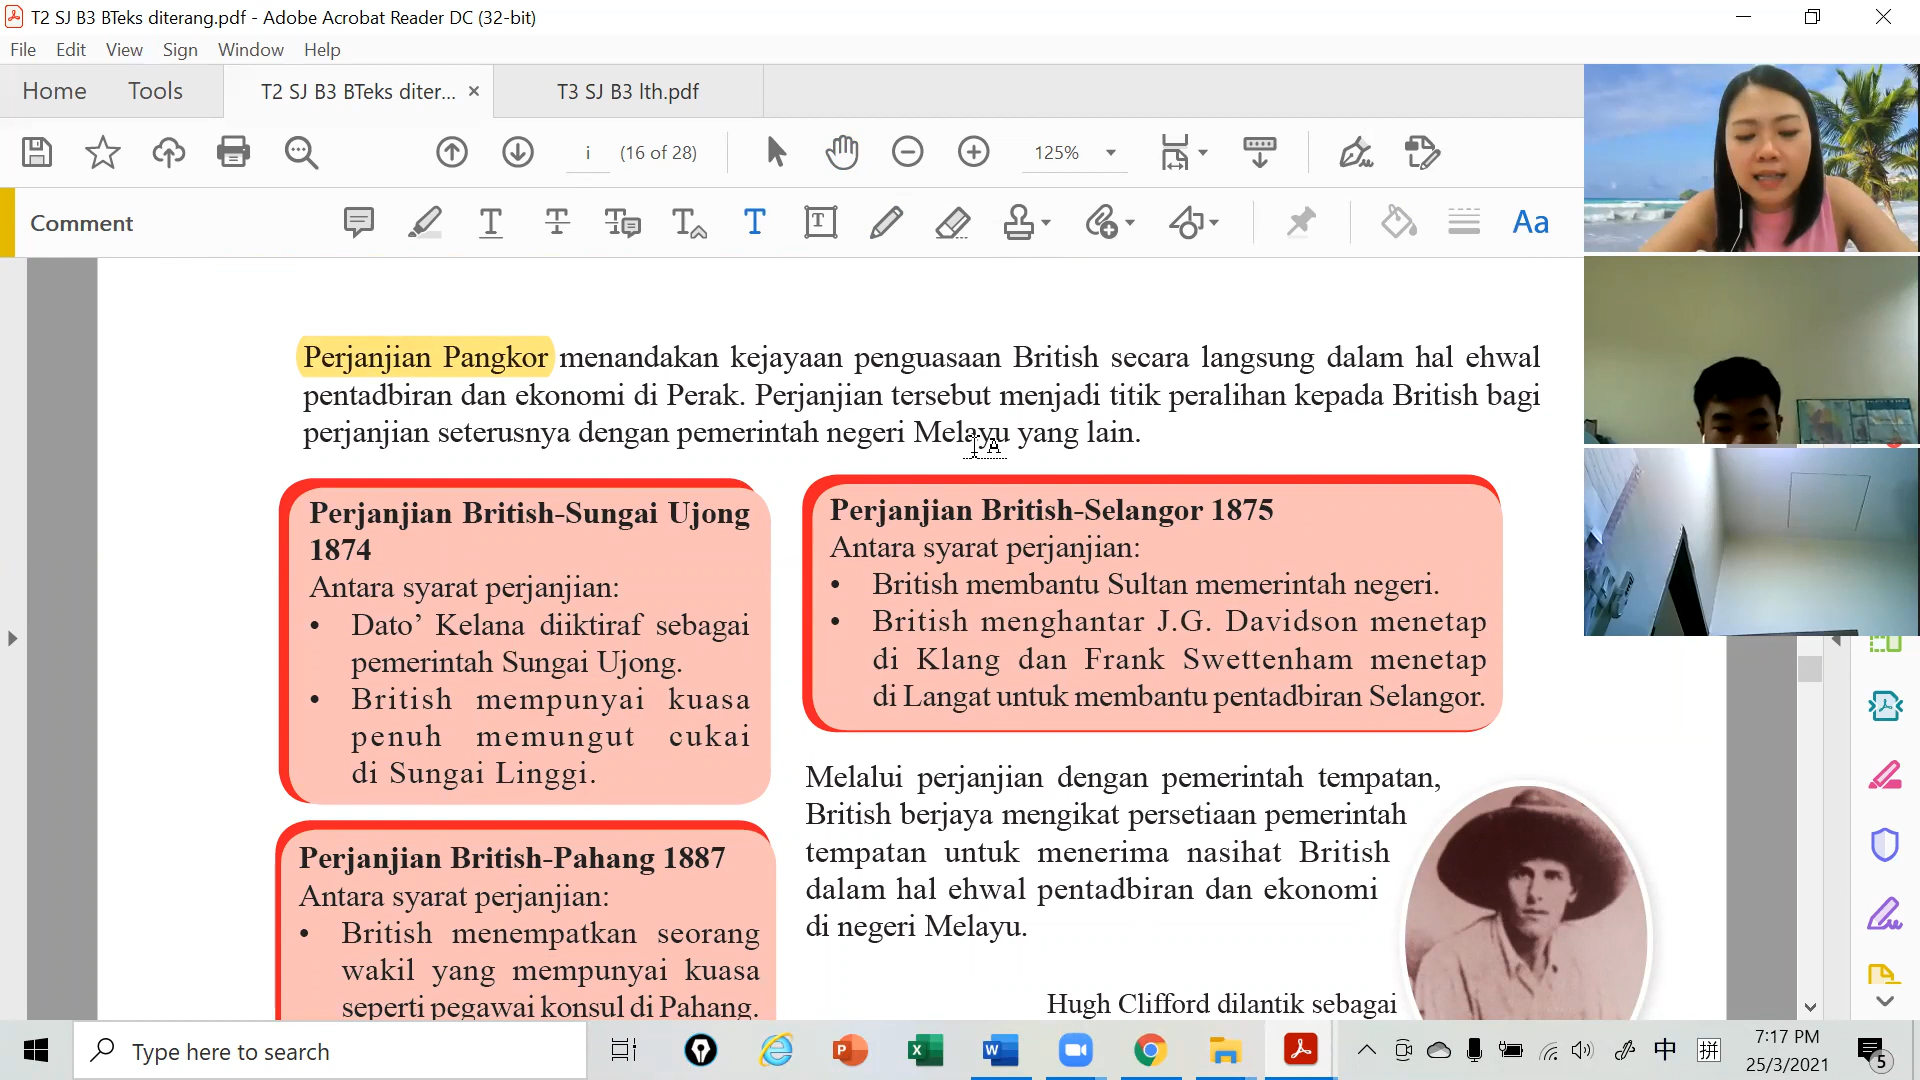 T2 SJ B3 BTeks diterang.pdf - Adobe Acrobat Reader DC (32-bit)
File Edit View Sign Window Help
Home Tools T2 SJ B3 BTeks diter... × T3 SJ B3 lth.pdf
i (16 of 28) 125%
Comment
Aa
Perjanjian Pangkor menandakan kejayaan penguasaan British secara langsung dalam hal ehwal
pentadbiran dan ekonomi di Perak. Perjanjian tersebut menjadi titik peralihan kepada British bagi
perjanjian seterusnya dengan pemerintah negeri Melayu yang lain.
Perjanjian British-Sungai Ujong
1874
Antara syarat perjanjian:
• Dato’ Kelana diiktiraf sebagai
pemerintah Sungai Ujong.
• British mempunyai kuasa
penuh memungut cukai
di Sungai Linggi.
Perjanjian British-Selangor 1875
Antara syarat perjanjian:
• British membantu Sultan memerintah negeri.
• British menghantar J.G. Davidson menetap
di Klang dan Frank Swettenham menetap
di Langat untuk membantu pentadbiran Selangor.
Perjanjian British-Pahang 1887
Antara syarat perjanjian:
• British menempatkan seorang
wakil yang mempunyai kuasa
seperti pegawai konsul di Pahang.
Melalui perjanjian dengan pemerintah tempatan,
British berjaya mengikat persetiaan pemerintah
tempatan untuk menerima nasihat British
dalam hal ehwal pentadbiran dan ekonomi
di negeri Melayu.
Hugh Clifford dilantik sebagai
Type here to search
中 拼
7:17 PM
25/3/2021
5